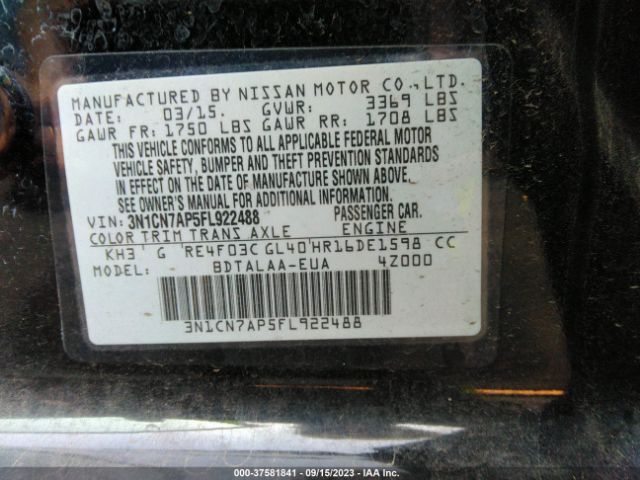 MANUFACTURED BY NISSAN MOTOR CO.,LTD.
DATE: 03/15. GVWR: 3369 LBS
GAWR FR: 1750 LBS GAWR RR: 1708 LBS
THIS VEHICLE CONFORMS TO ALL APPLICABLE FEDERAL MOTOR
VEHICLE SAFETY, BUMPER AND THEFT PREVENTION STANDARDS
IN EFFECT ON THE DATE OF MANUFACTURE SHOWN ABOVE.
SEE OWNER'S MANUAL FOR ADDITIONAL INFORMATION.
VIN: 3N1CN7AP5FL922488 PASSENGER CAR.
COLOR TRIM TRANS AXLE ENGINE
KH3 G RE4F03C GL40 HR16DE1598 CC
MODEL: BDTALAA-EUA 4Z000
3N1CN7AP5FL922488
000-37581841 - 09/15/2023 - IAA Inc.